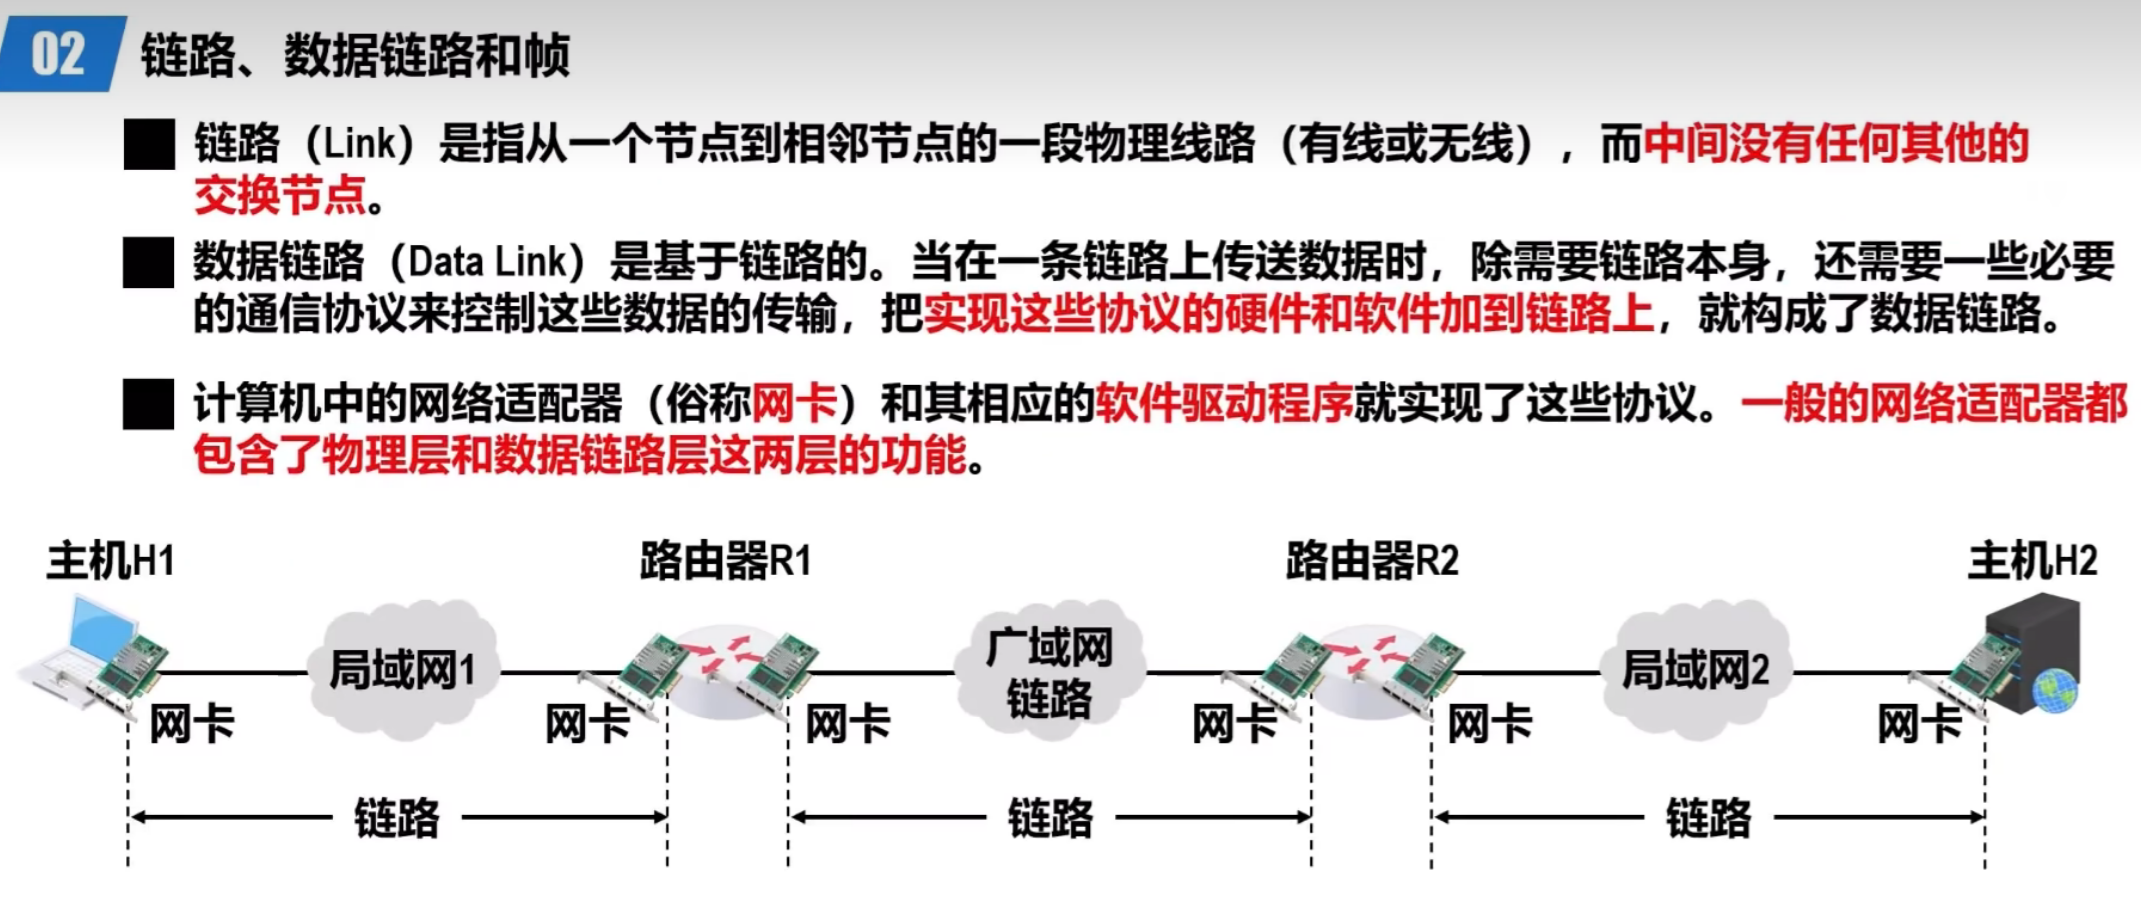 02 链路、数据链路和帧
链路（Link）是指从一个节点到相邻节点的一段物理线路（有线或无线），而中间没有任何其他的
交换节点。
数据链路（Data Link）是基于链路的。当在一条链路上传送数据时，除需要链路本身，还需要一些必要
的通信协议来控制这些数据的传输，把实现这些协议的硬件和软件加到链路上，就构成了数据链路。
计算机中的网络适配器（俗称网卡）和其相应的软件驱动程序就实现了这些协议。一般的网络适配器都
包含了物理层和数据链路层这两层的功能。
主机H1 路由器R1 路由器R2 主机H2
局域网1 广域网 局域网2
链路
网卡 网卡 网卡 网卡 网卡 网卡
链路 链路 链路